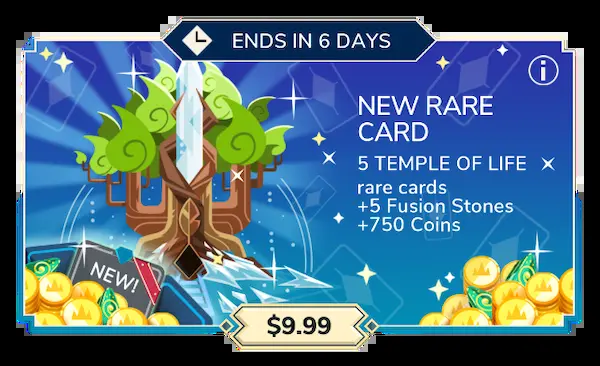 ENDS IN 6 DAYS
NEW RARE
CARD
5 TEMPLE OF LIFE
rare cards
+5 Fusion Stones
+750 Coins
NEW!
$9.99